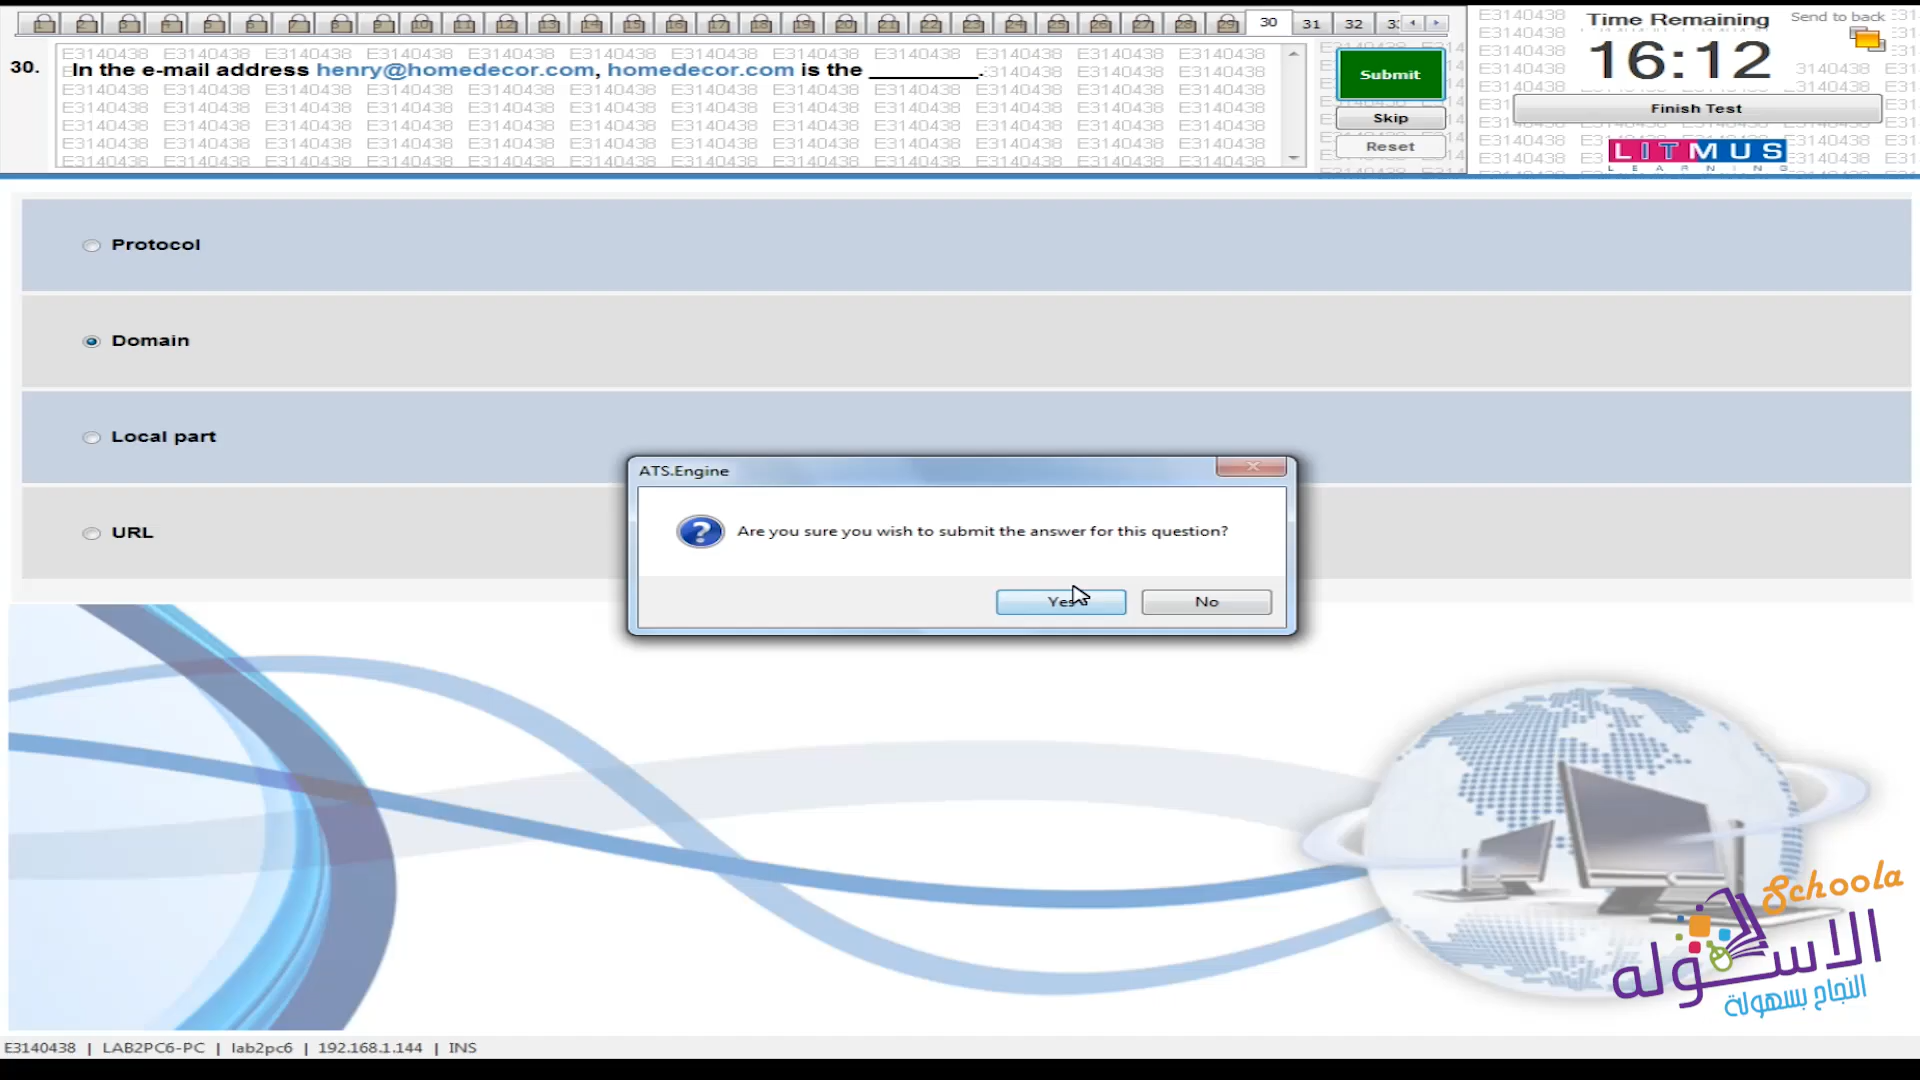 30 31 32
30. In the e-mail address henry@homedecor.com, homedecor.com is the __________.
Submit
Skip
Reset
Time Remaining
Send to back
16:12
Finish Test
LITMUS
LEARNING
Protocol
Domain
Local part
URL
ATS.Engine
Are you sure you wish to submit the answer for this question?
Yes
No
Schoola
الاسكوله
النجاح بسهولة
E3140438 | LAB2PC6-PC | lab2pc6 | 192.168.1.144 | INS